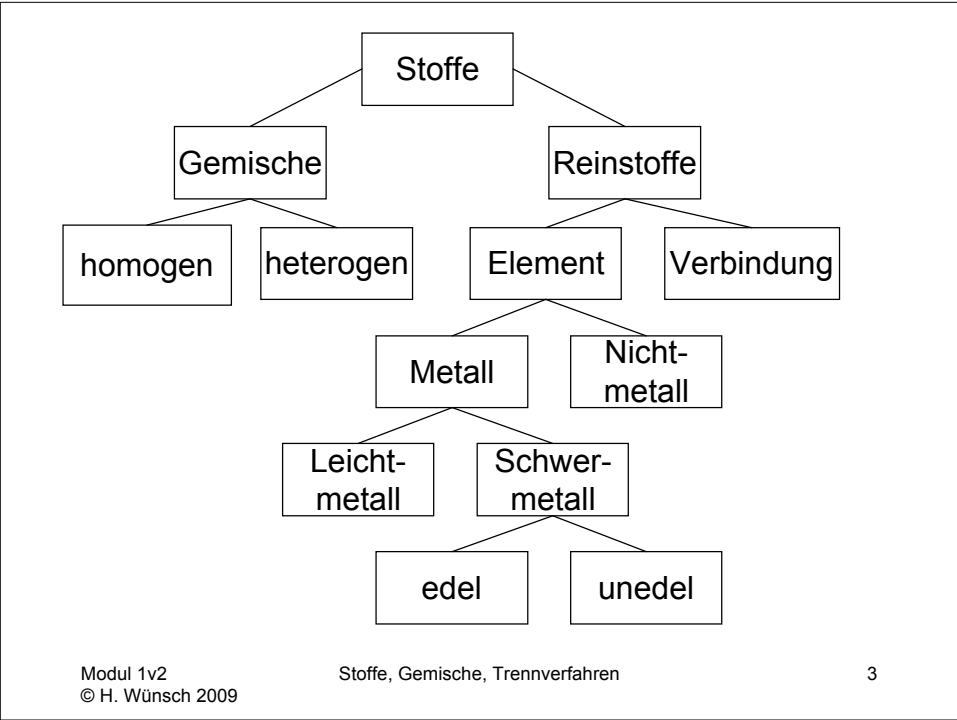 Stoffe
Gemische
Reinstoffe
homogen
heterogen
Element
Verbindung
Metall
Nicht-
metall
Leicht-
metall
Schwer-
metall
edel
unedel
Modul 1v2
© H. Wünsch 2009
Stoffe, Gemische, Trennverfahren
3